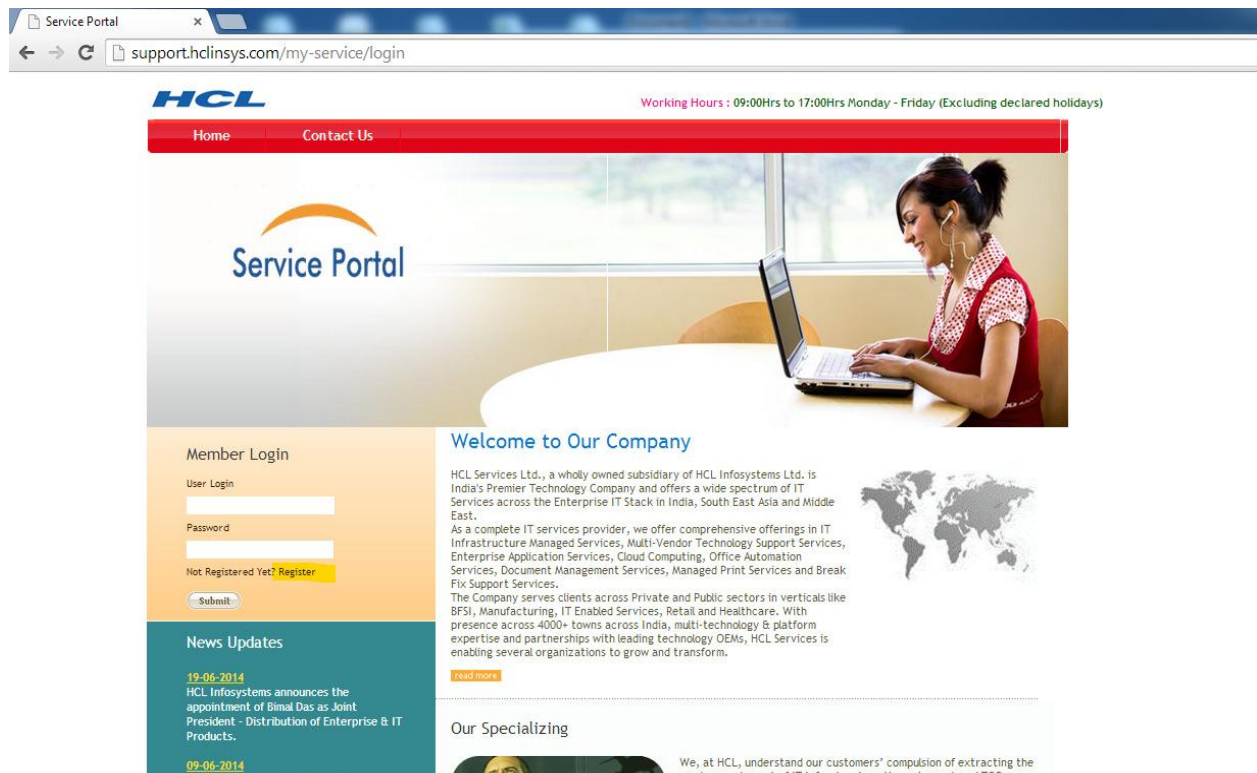 Service Portal
support.hclinsys.com/my-service/login
HCL
Working Hours : 09:00Hrs to 17:00Hrs Monday - Friday (Excluding declared holidays)
Home Contact Us
Service Portal
Member Login
User Login
Password
Not Registered Yet? Register
Submit
News Updates
19-06-2014
HCL Infosystems announces the
appointment of Bimal Das as Joint
President - Distribution of Enterprise & IT
Products.
09-06-2014
Welcome to Our Company
HCL Services Ltd., a wholly owned subsidiary of HCL Infosystems Ltd. is
India's Premier Technology Company and offers a wide spectrum of IT
Services across the Enterprise IT Stack in India, South East Asia and Middle
East.
As a complete IT services provider, we offer comprehensive offerings in IT
Infrastructure Managed Services, Multi-Vendor Technology Support Services,
Enterprise Application Services, Cloud Computing, Office Automation
Services, Document Management Services, Managed Print Services and Break
Fix Support Services.
The Company serves clients across Private and Public sectors in verticals like
BFSI, Manufacturing, IT Enabled Services, Retail and Healthcare. With
presence across 4000+ towns across India, multi-technology & platform
expertise and partnerships with leading technology OEMs, HCL Services is
enabling several organizations to grow and transform.
read more
Our Specializing
We, at HCL, understand our customers' compulsion of extracting the